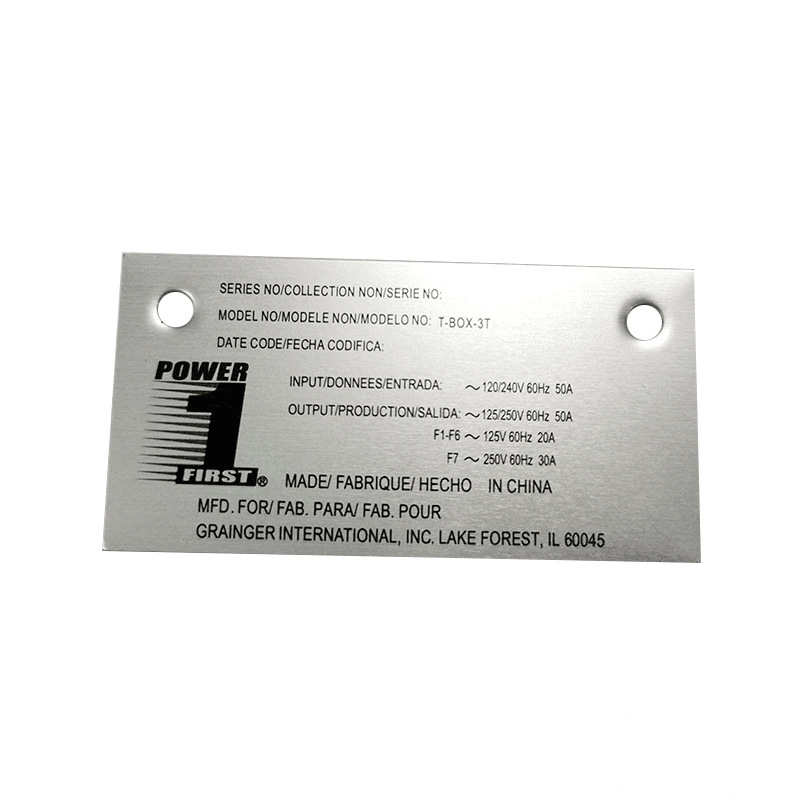 SERIES NO/COLLECTION NON/SERIE NO:
MODEL NO/MODELE NON/MODELO NO: T-BOX-3T
DATE CODE/FECHA CODIFICA:
POWER
1
FIRST®
INPUT/DONNEES/ENTRADA: ~120/240V 60Hz 50A
OUTPUT/PRODUCTION/SALIDA: ~125/250V 60Hz 50A
F1-F6 ~ 125V 60Hz 20A
F7 ~ 250V 60Hz 30A
MADE/ FABRIQUE/ HECHO IN CHINA
MFD. FOR/ FAB. PARA/ FAB. POUR
GRAINGER INTERNATIONAL, INC. LAKE FOREST, IL 60045